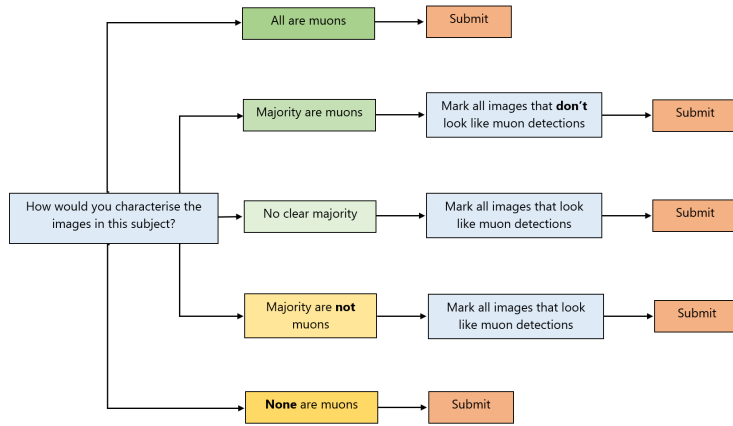 All are muons
Submit
Majority are muons
Mark all images that don't
look like muon detections
Submit
How would you characterise the
images in this subject?
No clear majority
Mark all images that look
like muon detections
Submit
Majority are not
muons
Mark all images that look
like muon detections
Submit
None are muons
Submit